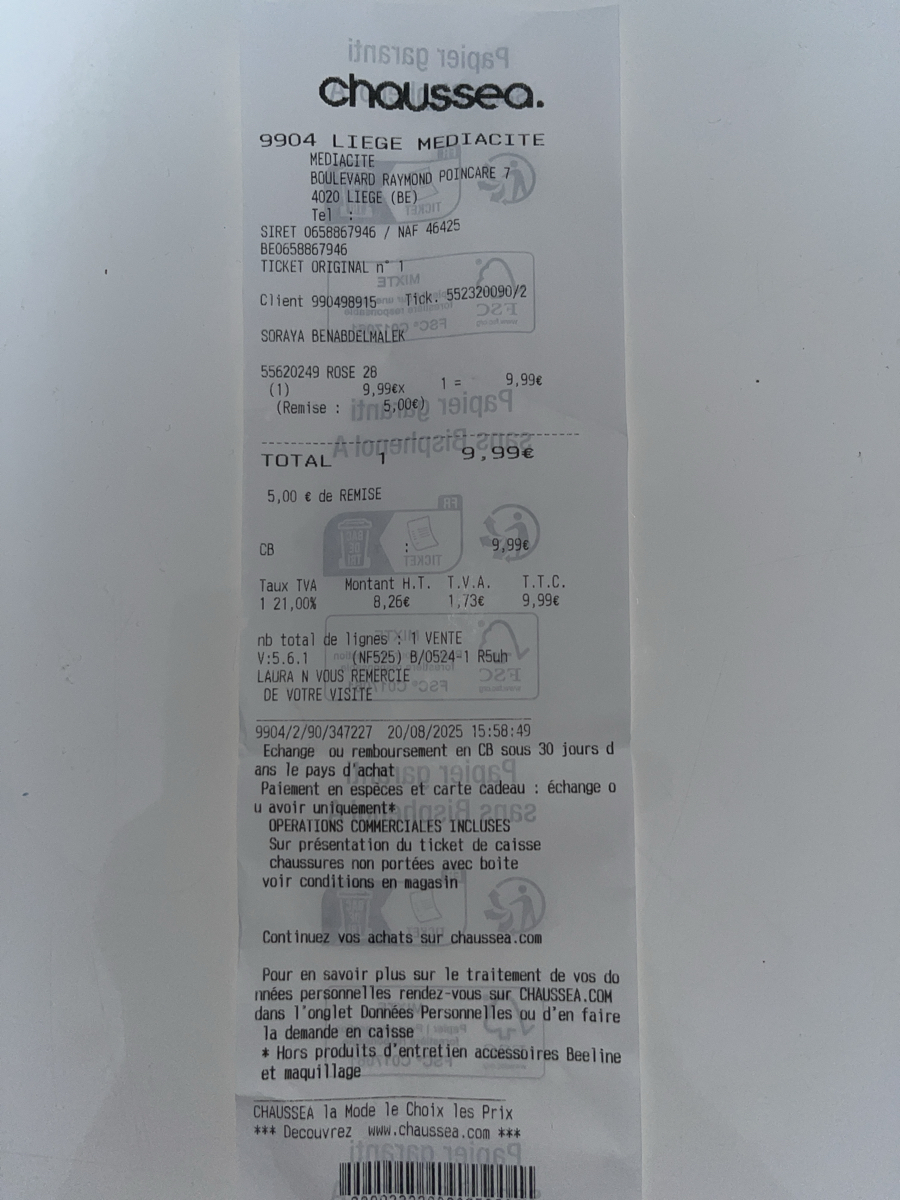 chaussea.
9904 LIEGE MEDIACITE
MEDIACITE
BOULEVARD RAYMOND POINCARE 7
4020 LIEGE (BE)
Tel :
SIRET 0658867946 / NAF 46425
BE0658867946
TICKET ORIGINAL n° 1
Client 990498915 Tick. 552320090/2
SORAYA BENABDELMALEK
55620249 ROSE 28
(1) 9,99€x 1 = 9,99€
(Remise : 5,00€)
TOTAL 1 9,99€
5,00 € de REMISE
CB : 9,99€
Taux TVA Montant H.T. T.V.A. T.T.C.
1 21,00% 8,26€ 1,73€ 9,99€
nb total de lignes : 1 VENTE
V:5.6.1 (NF525) B/0524-1 R5uh
LAURA N VOUS REMERCIE
DE VOTRE VISITE
9904/2/90/347227 20/08/2025 15:58:49
Echange ou remboursement en CB sous 30 jours d
ans le pays d'achat
Paiement en espèces et carte cadeau : échange o
u avoir uniquement*
OPERATIONS COMMERCIALES INCLUSES
Sur présentation du ticket de caisse
chaussures non portées avec boite
voir conditions en magasin
Continuez vos achats sur chaussea.com
Pour en savoir plus sur le traitement de vos do
nnées personnelles rendez-vous sur CHAUSSEA.COM
dans l'onglet Données Personnelles ou d'en faire
la demande en caisse
* Hors produits d'entretien accessoires Beeline
et maquillage
CHAUSSEA la Mode le Choix les Prix
*** Decouvrez www.chaussea.com ***